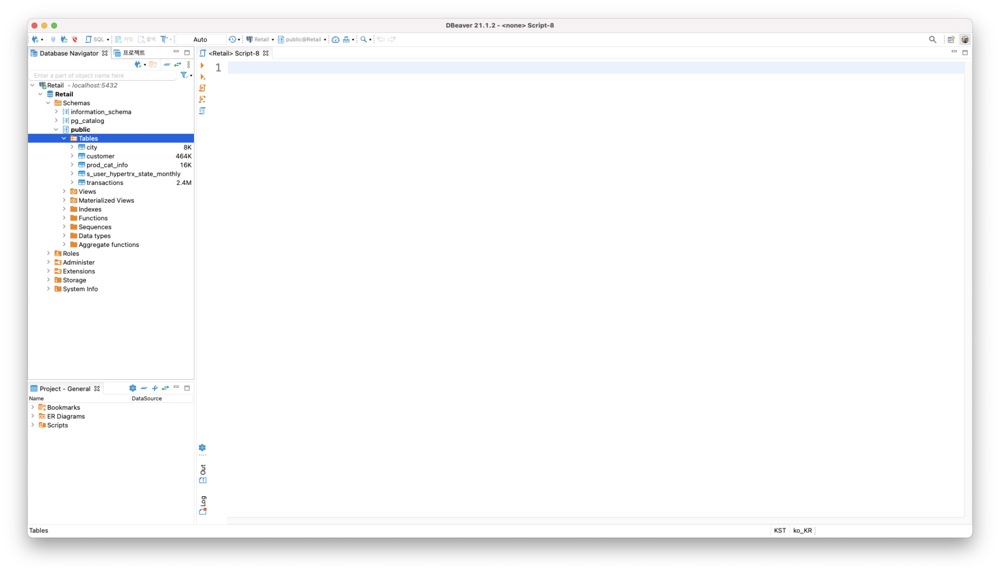 DBeaver 21.1.2 - <none> Script-8
SQL 커밋 롤백 Auto Retail public@Retail
Database Navigator 프로젝트
Enter a part of object name here
Retail - localhost:5432
Retail
Schemas
information_schema
pg_catalog
public
Tables
city 8K
customer 464K
prod_cat_info 16K
s_user_hypertrx_state_monthly
transactions 2.4M
Views
Materialized Views
Indexes
Functions
Sequences
Data types
Aggregate functions
Roles
Administer
Extensions
Storage
System Info
Project - General
Name DataSource
Bookmarks
ER Diagrams
Scripts
<Retail> Script-8
1
Out
Log
Tables KST ko_KR